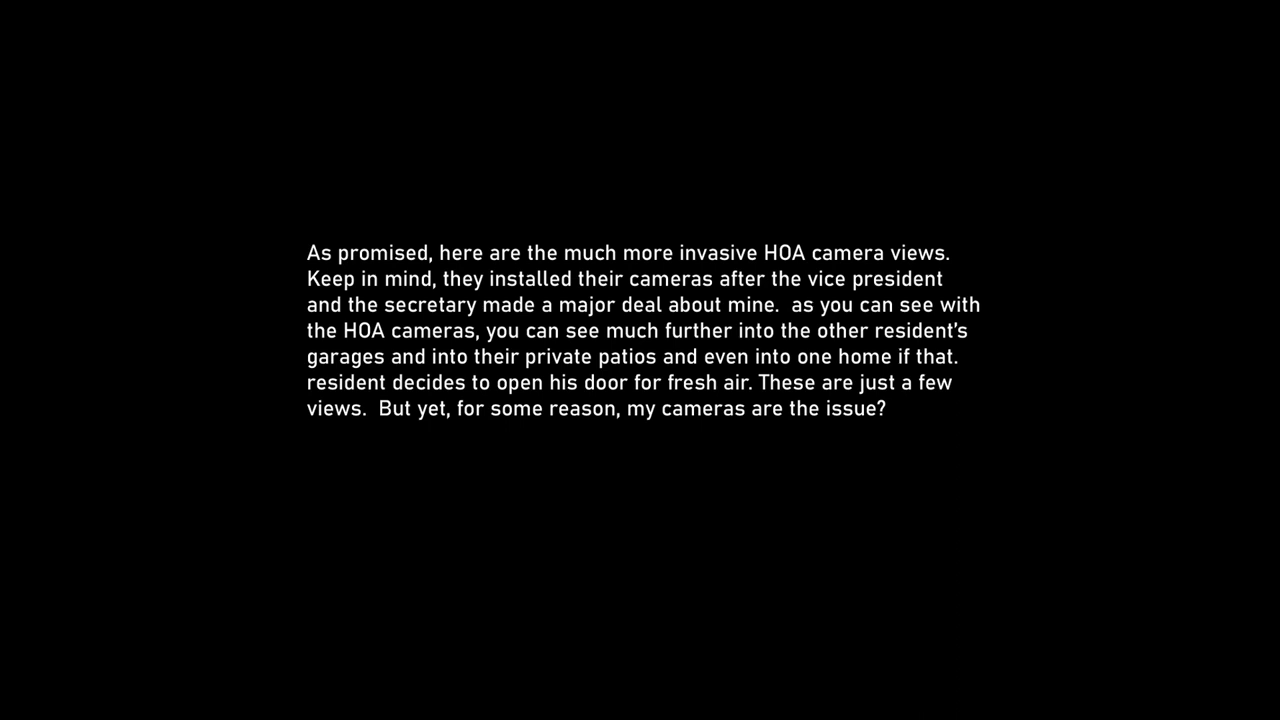 As promised, here are the much more invasive HOA camera views.
Keep in mind, they installed their cameras after the vice president
and the secretary made a major deal about mine.  as you can see with
the HOA cameras, you can see much further into the other resident's
garages and into their private patios and even into one home if that.
resident decides to open his door for fresh air. These are just a few
views.  But yet, for some reason, my cameras are the issue?